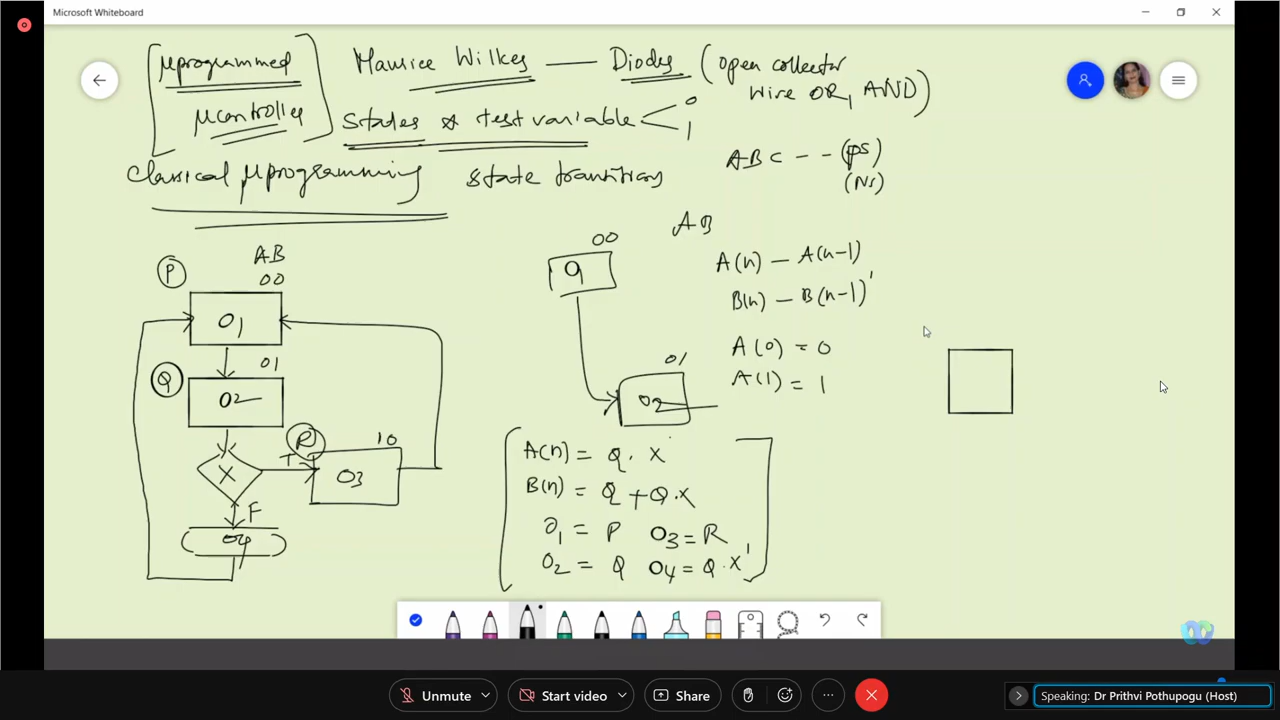 Microsoft Whiteboard
μprogrammed Maurice Wilkes — Diodes (open collector
wire OR, AND)
μcontroller States & test variable < 0
1
classical μprogramming state transitions
ABC - - (ps)
(Ns)
AB
00
A(n) — A(n-1)
B(n) — B(n-1)'
A(0) = 0
A(1) = 1
01
P
AB
00
O1
01
Q
O2
X
T
R
10
O3
F
O4
A(n) = Q. X
O1 = P O3 = R
O2 = Q O4 = Q.X'
B(n) = Q + Q.X
Unmute
Start video
Share
Speaking: Dr Prithvi Pothupogu (Host)